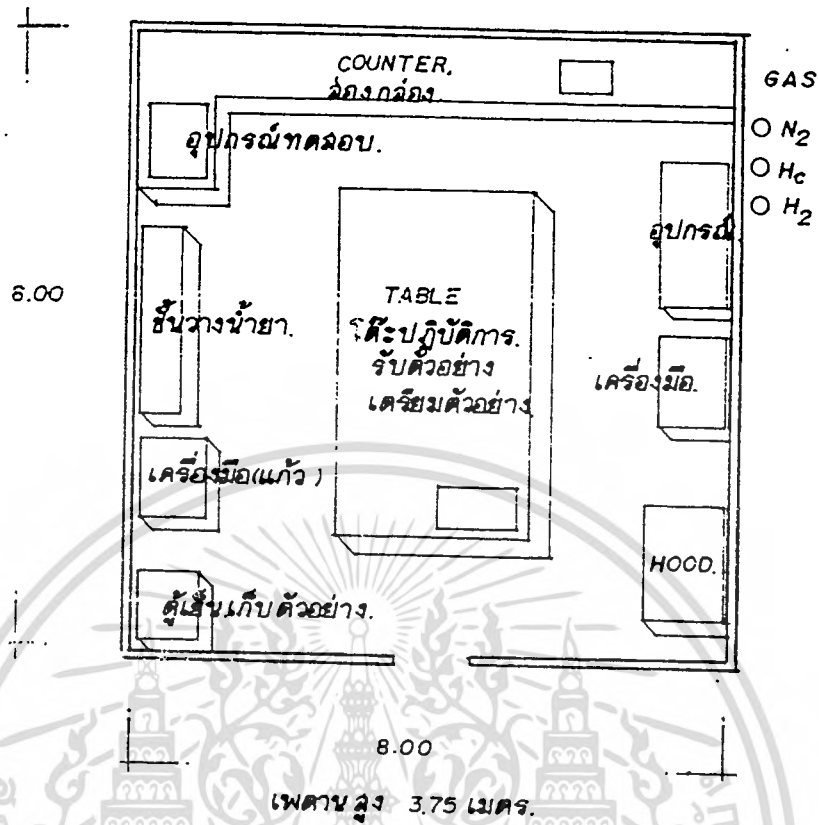 COUNTER.
ส่องกล้อง.
GAS
N2
Hc
H2
อุปกรณ์ทดสอบ.
อุปกรณ์
6.00
ชั้นวางน้ำยา.
TABLE
โต๊ะปฏิบัติการ.
รับตัวอย่าง
เตรียมตัวอย่าง
เครื่องมือ.
เครื่องมือ(แก้ว)
HOOD.
ตู้เย็นเก็บตัวอย่าง.
8.00
เพดานสูง 3.75 เมตร.